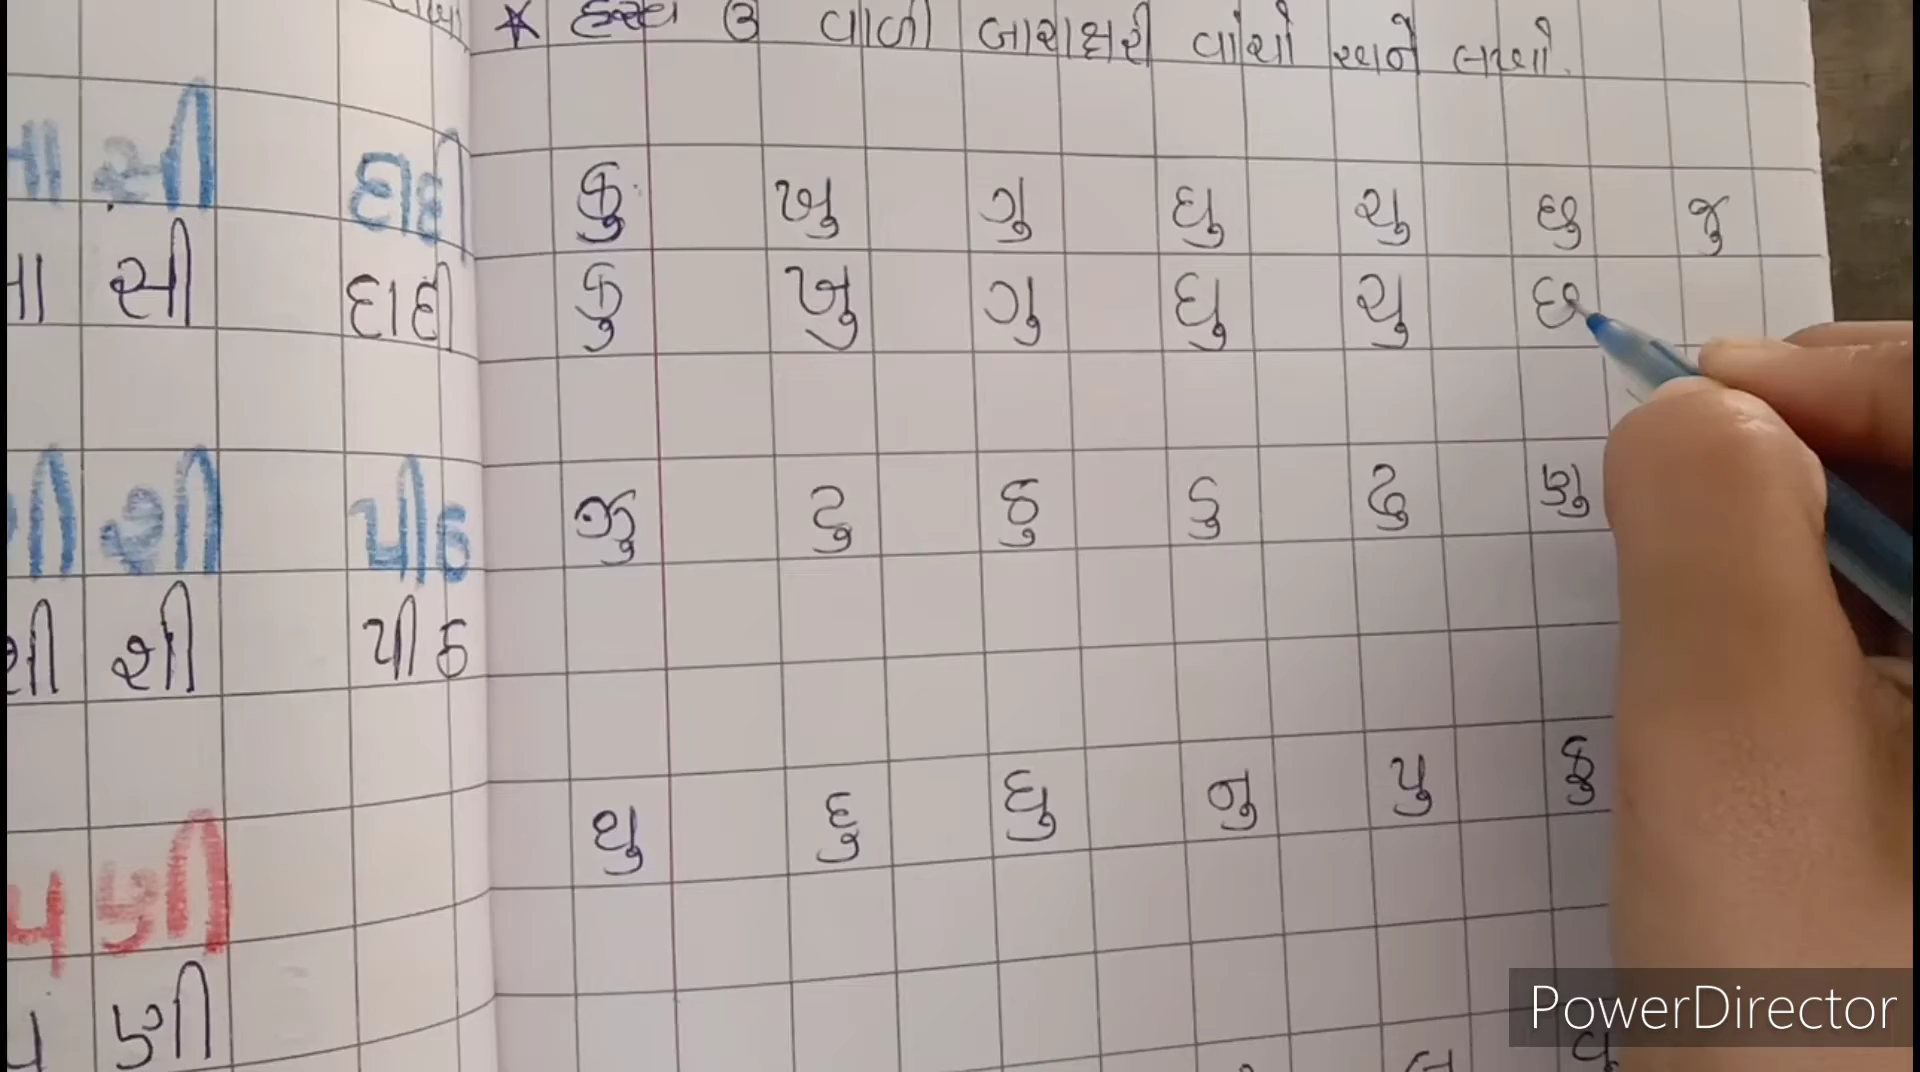 ★ હ્રસ્વ ઉ વાળી બારાક્ષરી વાંચો અને લખો.
કુ ખુ ગુ ઘુ ચુ છુ જુ
કુ ખુ ગુ ઘુ ચુ છ
ઝુ ટુ ઠુ ડુ ઢુ ણુ
થુ દુ ધુ નુ પુ ફુ
સી દાદી
સી દાદી
શી પીઠ
શી પીઠ
ણી
ણી
PowerDirector